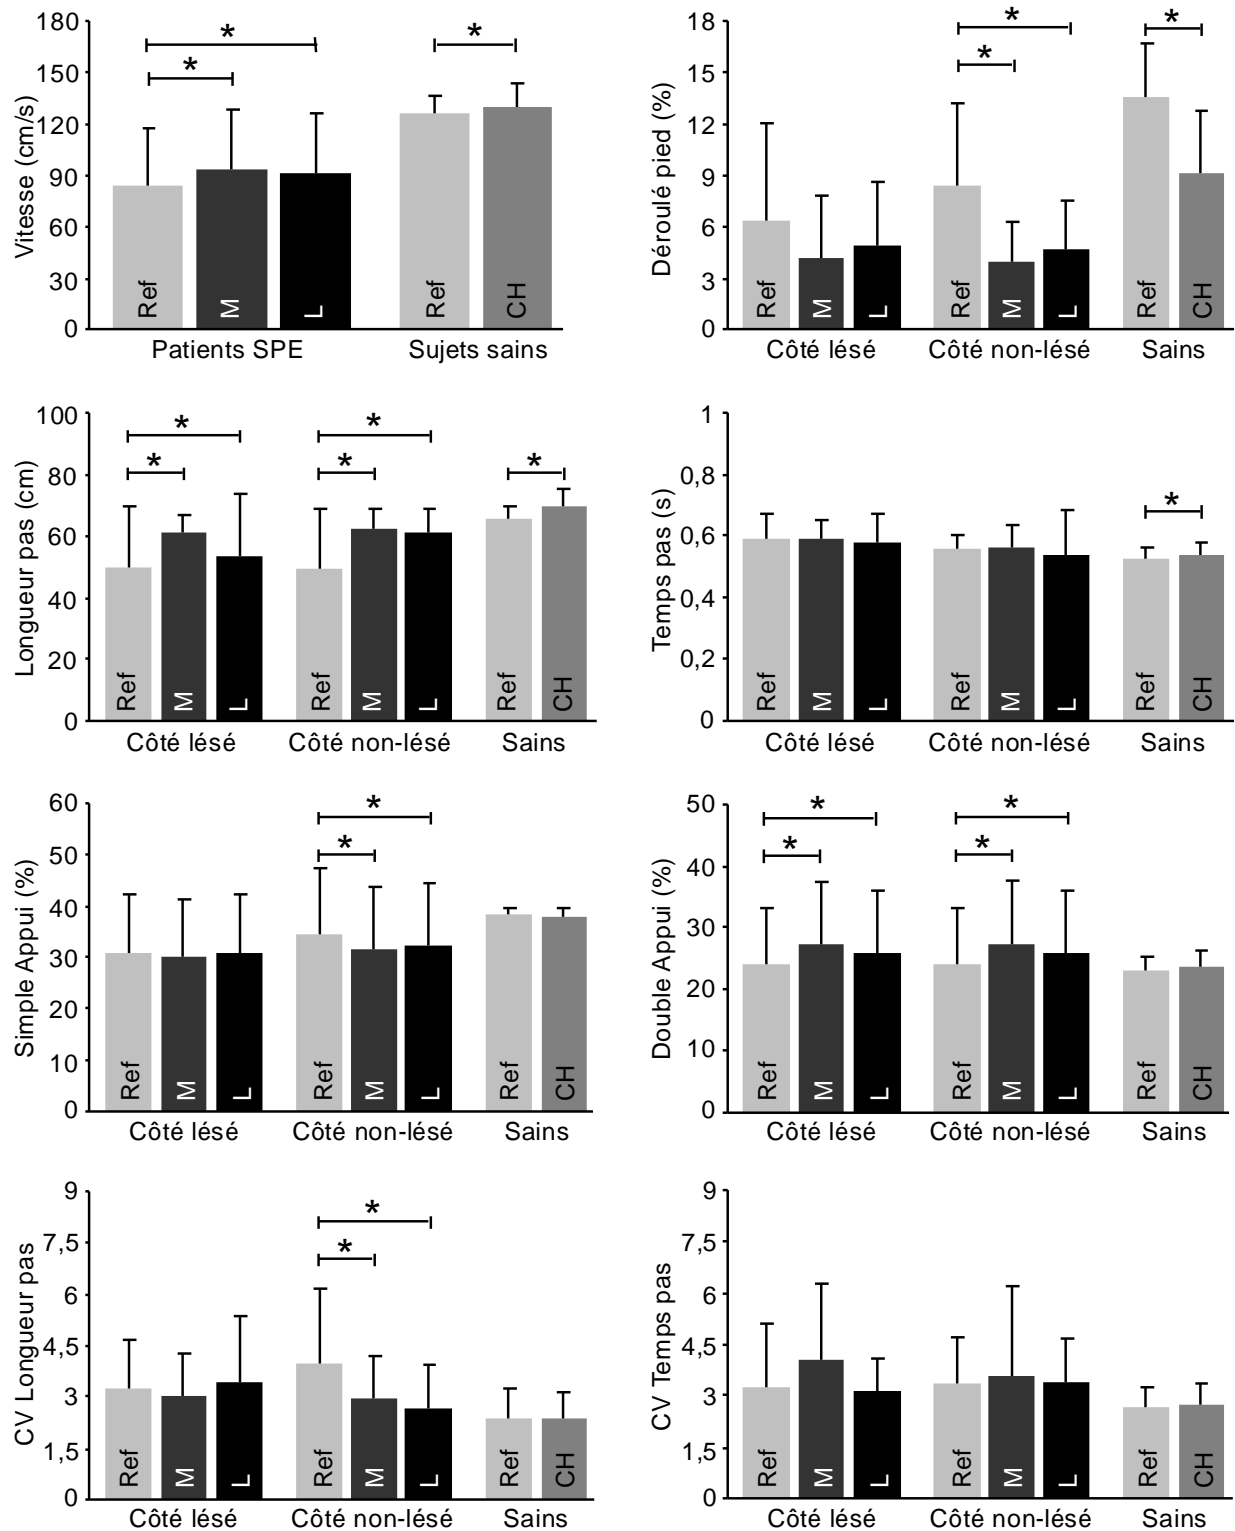 Vitesse (cm/s)
180
150
120
90
60
30
0
*
*
*
Ref
M
L
Ref
CH
Patients SPE
Sujets sains
Déroulé pied (%)
18
15
12
9
6
3
0
*
*
*
Ref
M
L
Ref
M
L
Ref
CH
Côté lésé
Côté non-lésé
Sains
Longueur pas (cm)
100
80
60
40
20
0
*
*
*
*
*
Ref
M
L
Ref
M
L
Ref
CH
Côté lésé
Côté non-lésé
Sains
Temps pas (s)
1
0,8
0,6
0,4
0,2
0
*
Ref
M
L
Ref
M
L
Ref
CH
Côté lésé
Côté non-lésé
Sains
Simple Appui (%)
60
50
40
30
20
10
0
*
*
Ref
M
L
Ref
M
L
Ref
CH
Côté lésé
Côté non-lésé
Sains
Double Appui (%)
50
40
30
20
10
0
*
*
*
*
Ref
M
L
Ref
M
L
Ref
CH
Côté lésé
Côté non-lésé
Sains
CV Longueur pas
9
7,5
6
4,5
3
1,5
0
*
*
Ref
M
L
Ref
M
L
Ref
CH
Côté lésé
Côté non-lésé
Sains
CV Temps pas
9
7,5
6
4,5
3
1,5
0
Ref
M
L
Ref
M
L
Ref
CH
Côté lésé
Côté non-lésé
Sains